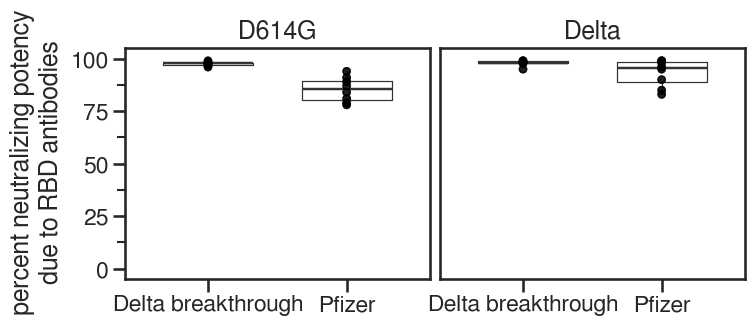 percent neutralizing potency
due to RBD antibodies
D614G
Delta
100
75
50
25
0
Delta breakthrough
Pfizer
Delta breakthrough
Pfizer